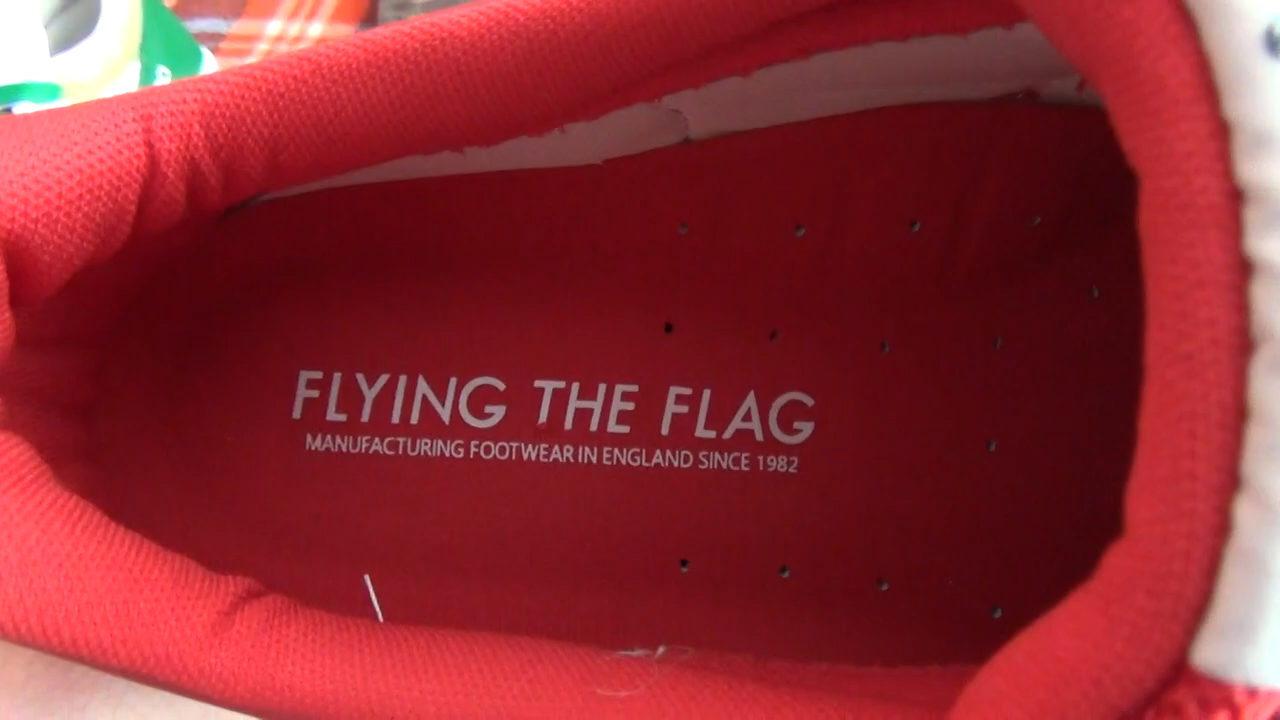 FLYING THE FLAG
MANUFACTURING FOOTWEAR IN ENGLAND SINCE 1982